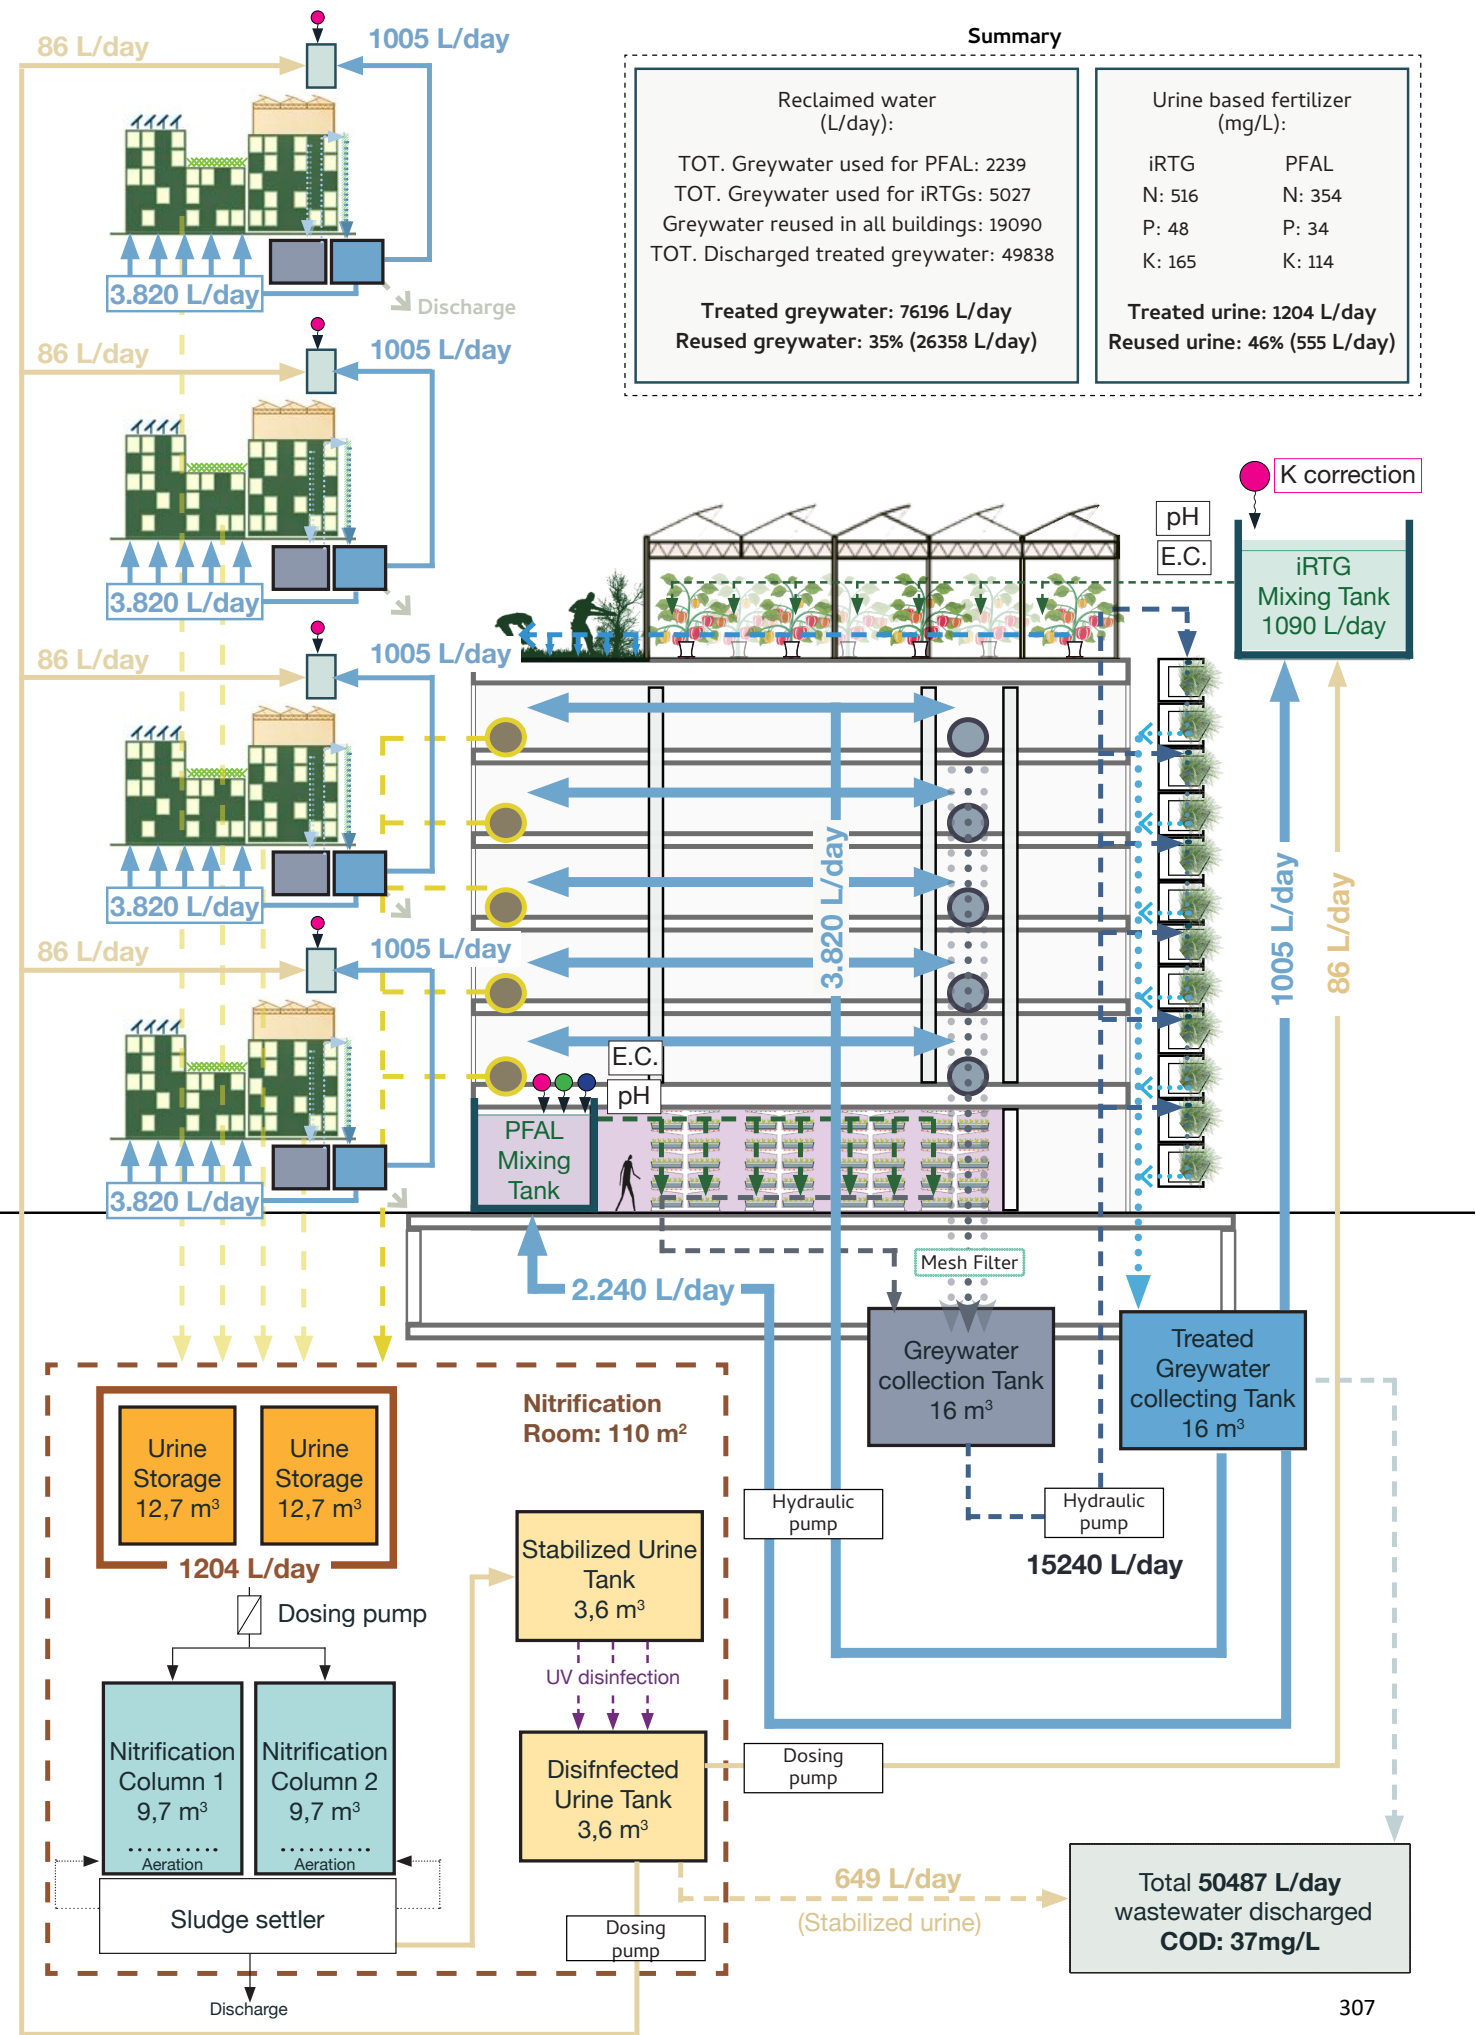 86 L/day
1005 L/day
3.820 L/day
Discharge
86 L/day
1005 L/day
3.820 L/day
86 L/day
1005 L/day
3.820 L/day
86 L/day
1005 L/day
3.820 L/day
Summary
Reclaimed water
(L/day):
TOT. Greywater used for PFAL: 2239
TOT. Greywater used for iRTGs: 5027
Greywater reused in all buildings: 19090
TOT. Discharged treated greywater: 49838
Treated greywater: 76196 L/day
Reused greywater: 35% (26358 L/day)
Urine based fertilizer
(mg/L):
iRTG PFAL
N: 516 N: 354
P: 48 P: 34
K: 165 K: 114
Treated urine: 1204 L/day
Reused urine: 46% (555 L/day)
K correction
pH
E.C.
iRTG
Mixing Tank
1090 L/day
3.820 L/day
1005 L/day
86 L/day
E.C.
pH
PFAL
Mixing
Tank
2.240 L/day
Mesh Filter
Greywater
collection Tank
16 m³
Treated
Greywater
collecting Tank
16 m³
Nitrification
Room: 110 m²
Urine
Storage
12,7 m³
Urine
Storage
12,7 m³
1204 L/day
Dosing pump
Hydraulic
pump
Hydraulic
pump
15240 L/day
Stabilized Urine
Tank
3,6 m³
UV disinfection
Nitrification
Column 1
9,7 m³
Aeration
Nitrification
Column 2
9,7 m³
Aeration
Disifnfected
Urine Tank
3,6 m³
Dosing
pump
Sludge settler
Dosing
pump
649 L/day
(Stabilized urine)
Total 50487 L/day
wastewater discharged
COD: 37mg/L
Discharge
307